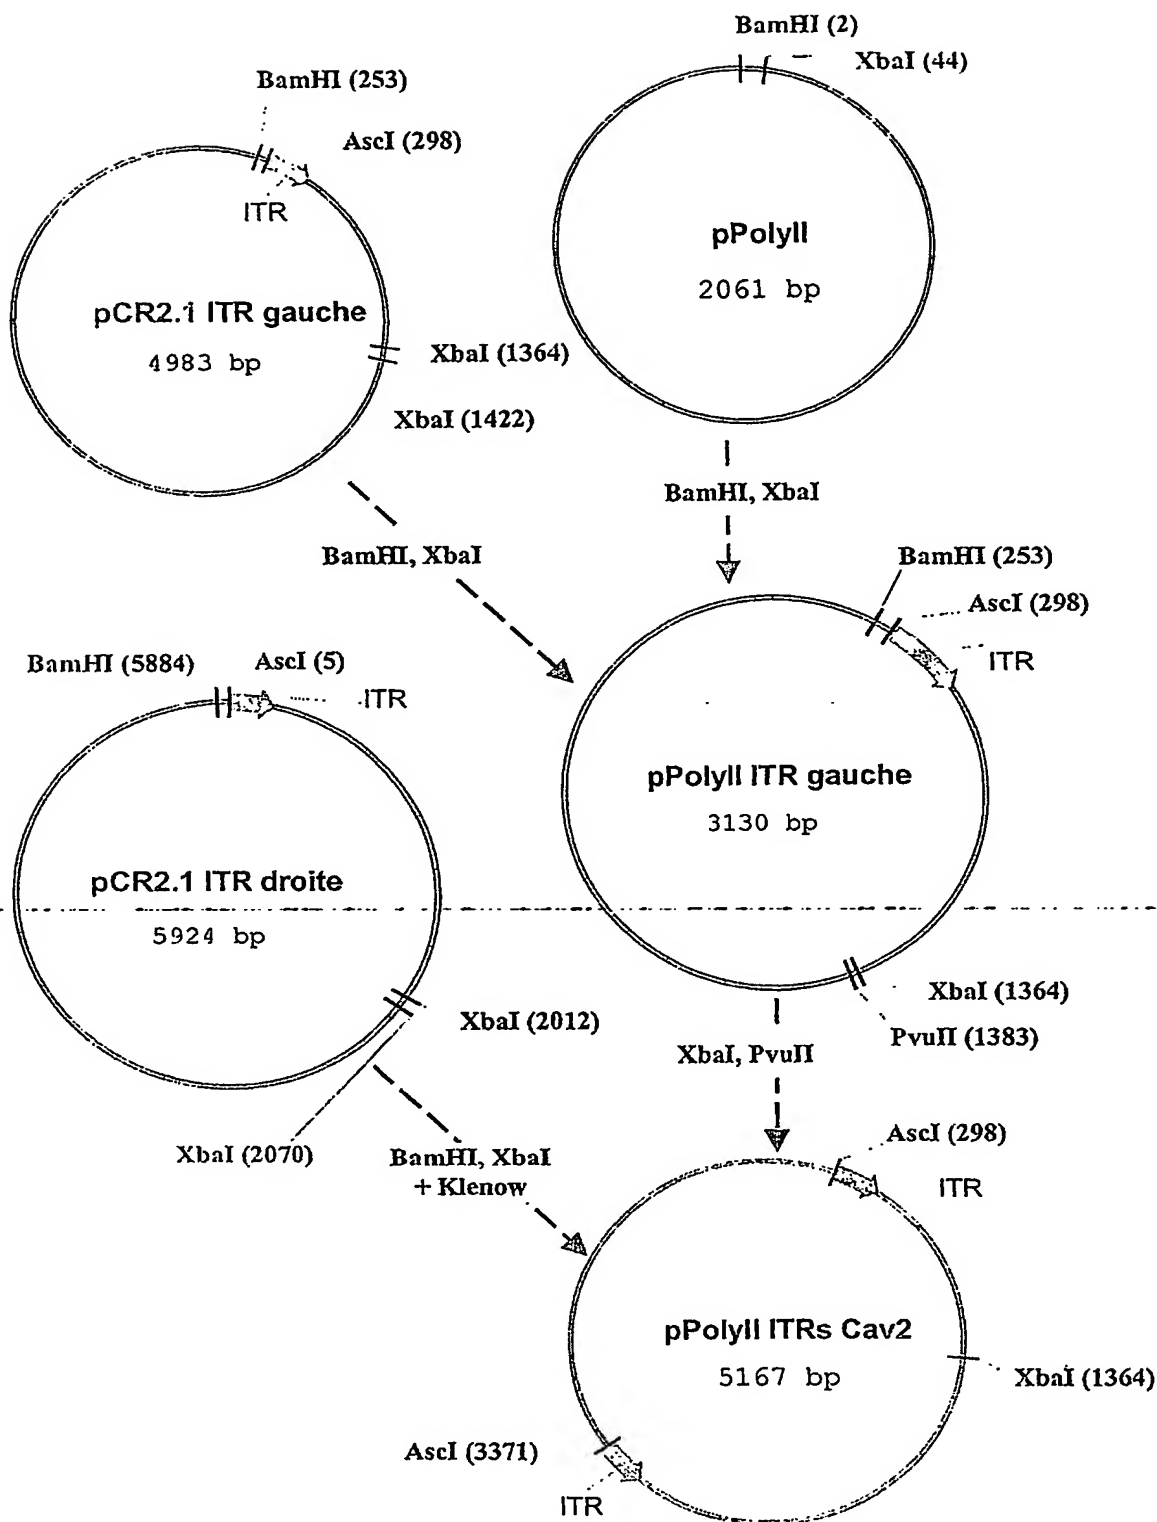 BamHI (2)
XbaI (44)
BamHI (253)
AscI (298)
ITR
pPolyII
2061 bp
pCR2.1 ITR gauche
4983 bp
XbaI (1364)
XbaI (1422)
BamHI, XbaI
BamHI, XbaI
BamHI (253)
AscI (298)
ITR
BamHI (5884)
AscI (5)
ITR
pPolyII ITR gauche
3130 bp
pCR2.1 ITR droite
5924 bp
XbaI (1364)
XbaI (2012)
PvuII (1383)
XbaI, PvuII
XbaI (2070)
BamHI, XbaI
+ Klenow
AscI (298)
ITR
pPolyII ITRs Cav2
5167 bp
XbaI (1364)
AscI (3371)
ITR